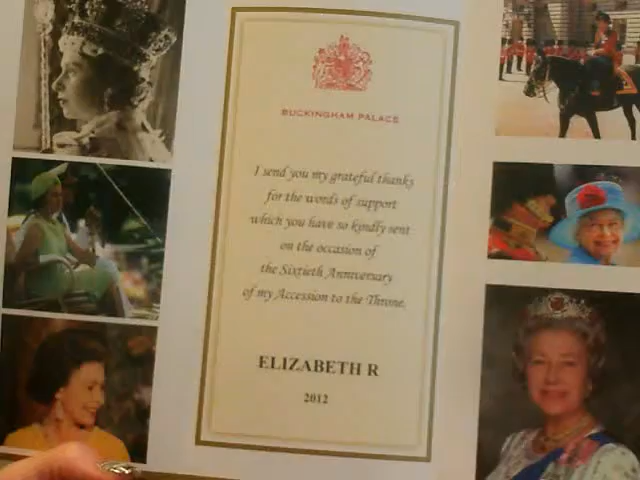 BUCKINGHAM PALACE
I send you my grateful thanks
for the words of support
which you have so kindly sent
on the occasion of
the Sixtieth Anniversary
of my Accession to the Throne.
ELIZABETH R
2012